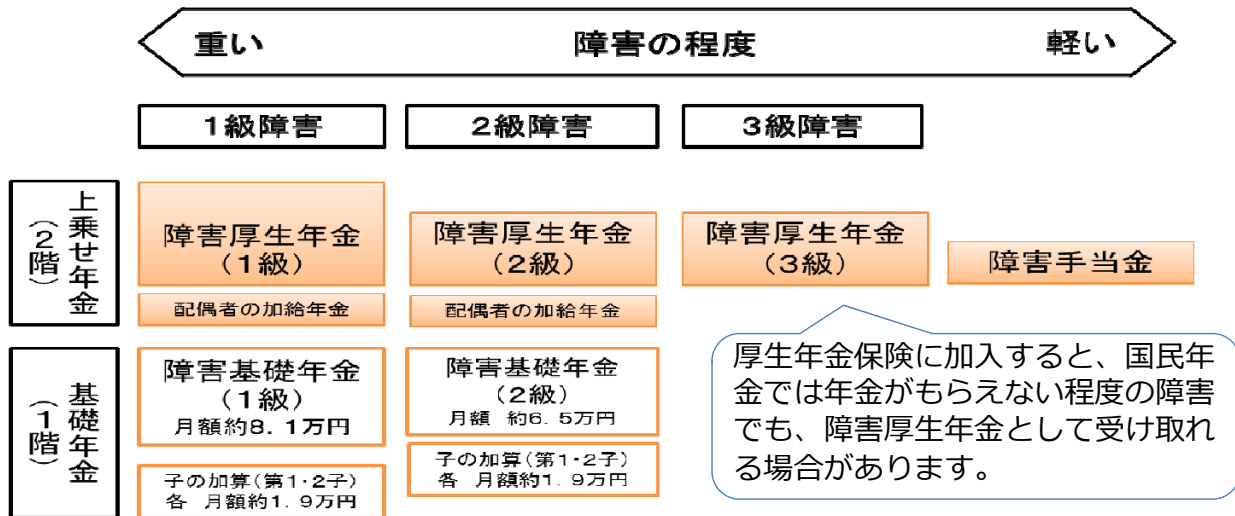 重い 障害の程度 軽い
1級障害 2級障害 3級障害
上乗せ年金
（2階）
障害厚生年金
（1級）
障害厚生年金
（2級）
障害厚生年金
（3級）
障害手当金
配偶者の加給年金
配偶者の加給年金
厚生年金保険に加入すると、国民年
金では年金がもらえない程度の障害
でも、障害厚生年金として受け取れ
る場合があります。
基礎年金
（1階）
障害基礎年金
（1級）
月額約8.1万円
障害基礎年金
（2級）
月額 約6.5万円
子の加算(第1・2子)
各 月額約1.9万円
子の加算(第1・2子)
各 月額約1.9万円